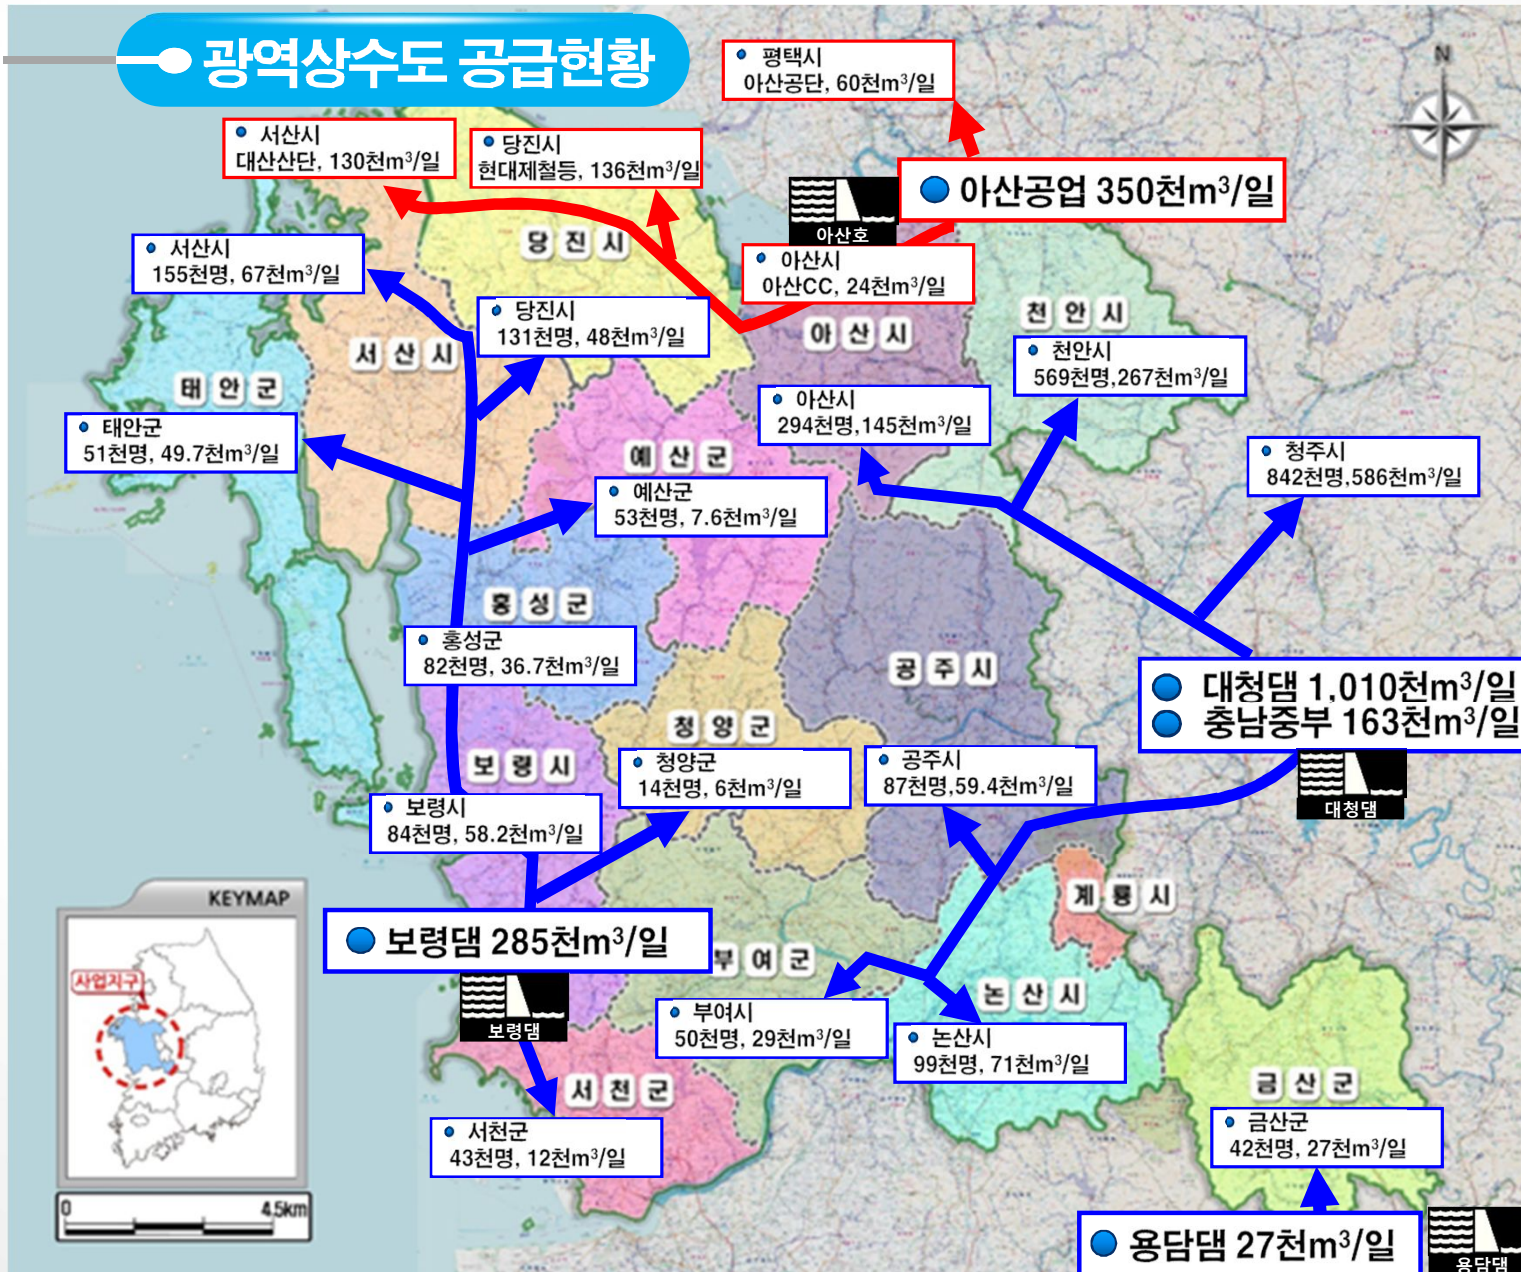 광역상수도 공급현황
평택시
아산공단, 60천m³/일
N
서산시
대산산단, 130천m³/일
당진시
현대제철등, 136천m³/일
아산공업 350천m³/일
아산호
아산시
아산CC, 24천m³/일
당진시
서산시
155천명, 67천m³/일
당진시
131천명, 48천m³/일
천안시
아산시
서산시
천안시
569천명,267천m³/일
태안군
아산시
294천명,145천m³/일
태안군
51천명, 49.7천m³/일
청주시
842천명,586천m³/일
예산군
예산군
53천명, 7.6천m³/일
홍성군
홍성군
82천명, 36.7천m³/일
공주시
대청댐 1,010천m³/일
충남중부 163천m³/일
청양군
보령시
청양군
14천명, 6천m³/일
공주시
87천명,59.4천m³/일
대청댐
보령시
84천명, 58.2천m³/일
계룡시
KEYMAP
사업지구
보령댐 285천m³/일
부여군
논산시
보령댐
부여시
50천명, 29천m³/일
논산시
99천명, 71천m³/일
서천군
금산군
서천군
43천명, 12천m³/일
금산군
42천명, 27천m³/일
0 4.5km
용담댐 27천m³/일
용담댐